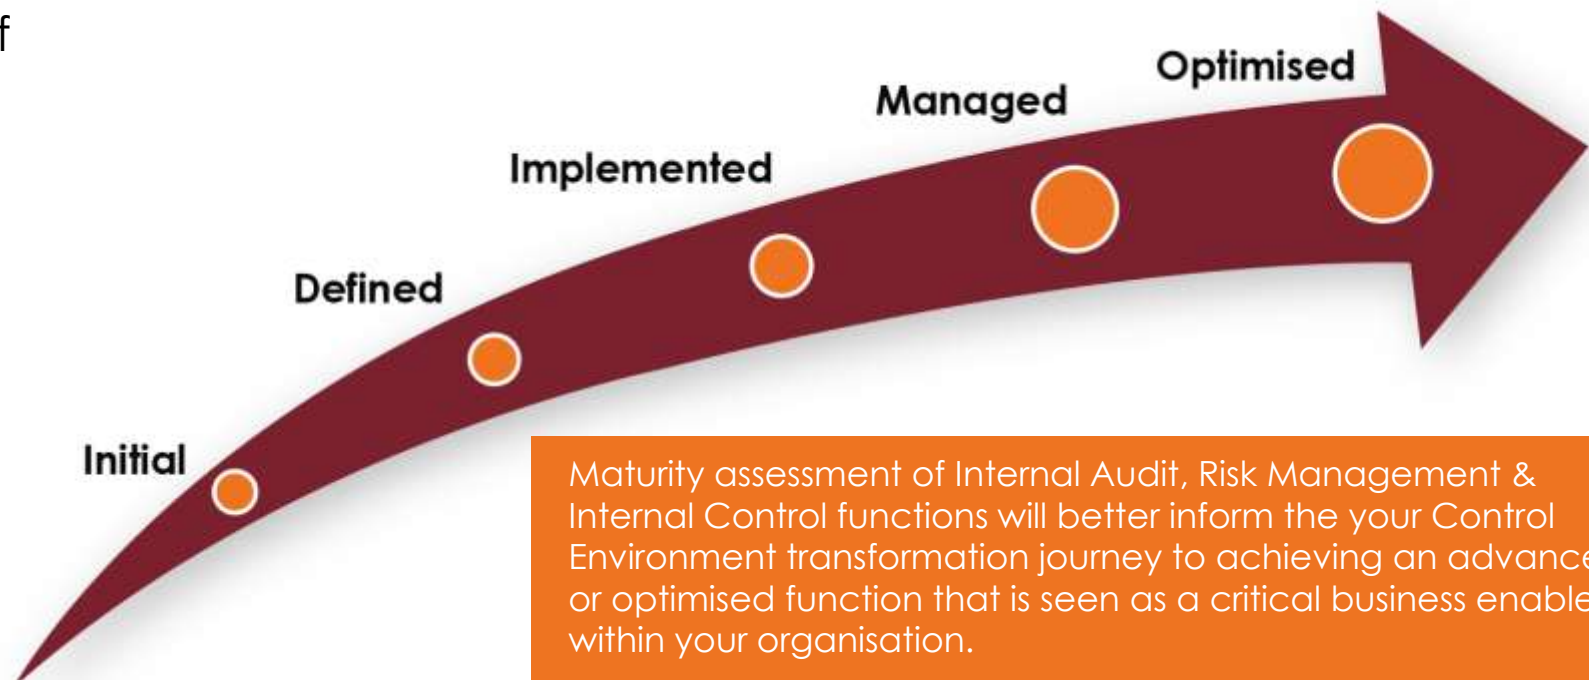 f
Optimised
Managed
Implemented
Defined
Initial
Maturity assessment of Internal Audit, Risk Management &
Internal Control functions will better inform the your Control
Environment transformation journey to achieving an advance
or optimised function that is seen as a critical business enable
within your organisation.